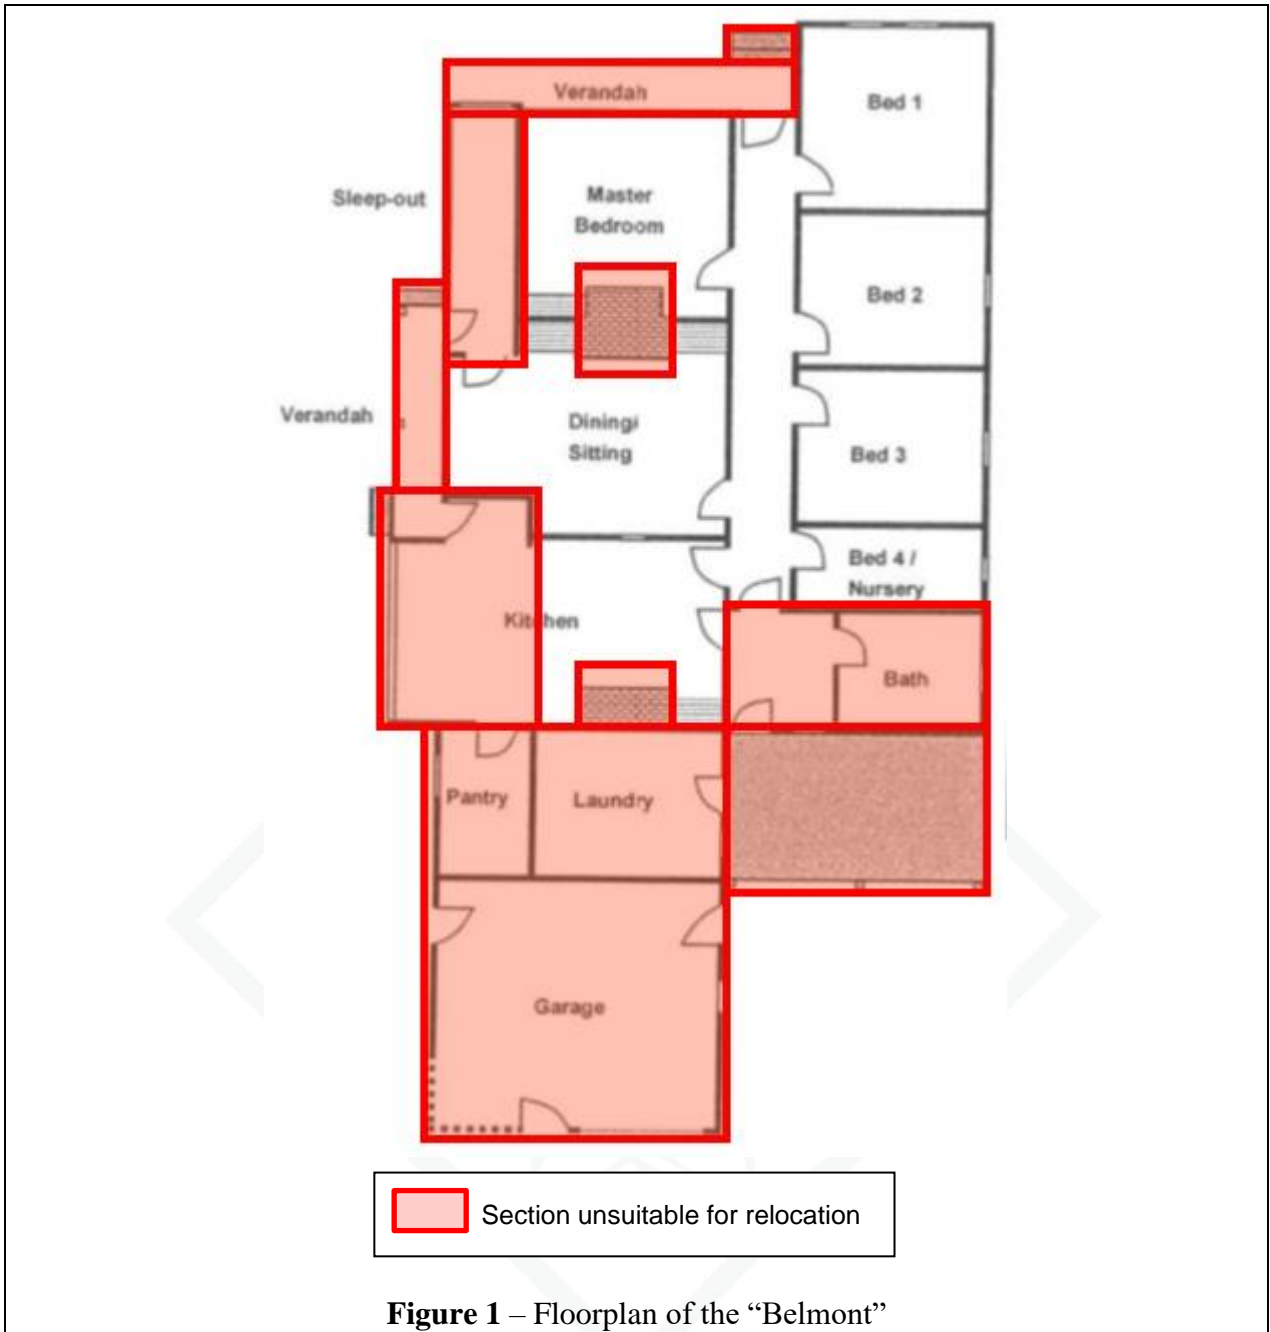 Verandah
Bed 1
Sleep-out
Master
Bedroom
Bed 2
Verandah
Dining/
Sitting
Bed 3
Bed 4 /
Nursery
Kitchen
Bath
Pantry
Laundry
Garage
Section unsuitable for relocation
Figure 1 – Floorplan of the “Belmont”